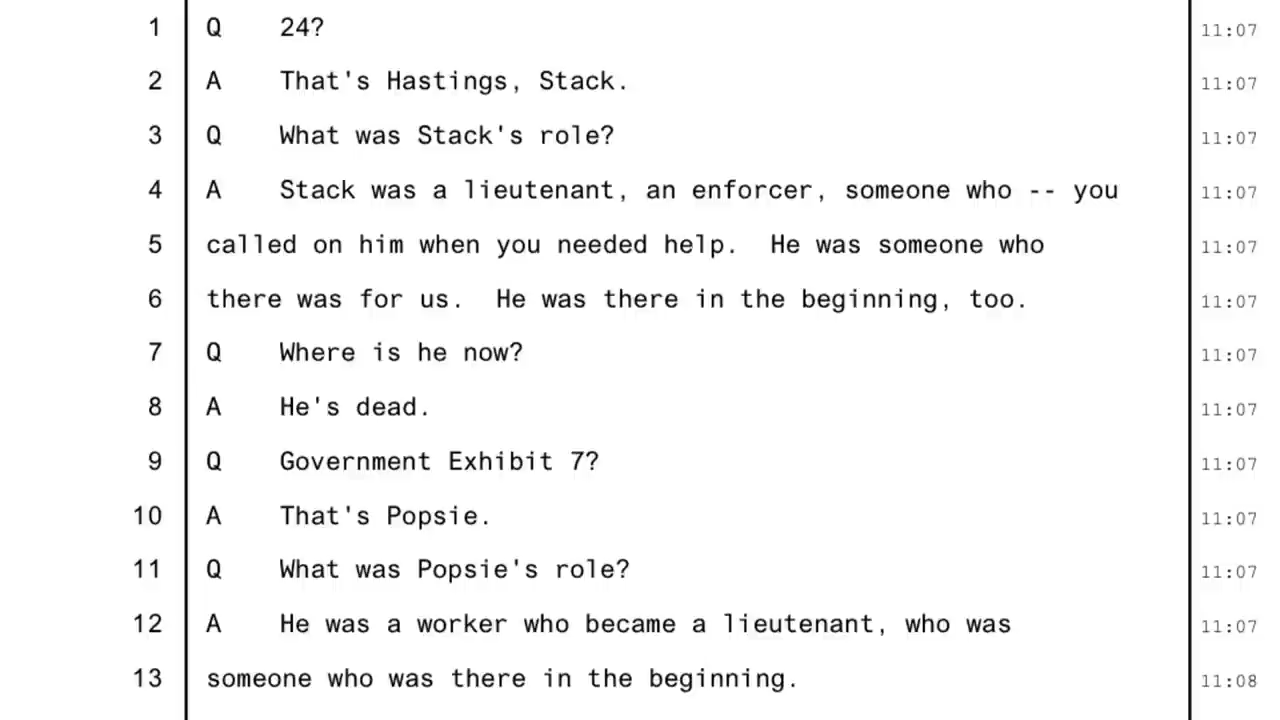 1 Q 24? 11:07
2 A That's Hastings, Stack. 11:07
3 Q What was Stack's role? 11:07
4 A Stack was a lieutenant, an enforcer, someone who -- you 11:07
5 called on him when you needed help. He was someone who 11:07
6 there was for us. He was there in the beginning, too. 11:07
7 Q Where is he now? 11:07
8 A He's dead. 11:07
9 Q Government Exhibit 7? 11:07
10 A That's Popsie. 11:07
11 Q What was Popsie's role? 11:07
12 A He was a worker who became a lieutenant, who was 11:07
13 someone who was there in the beginning. 11:08